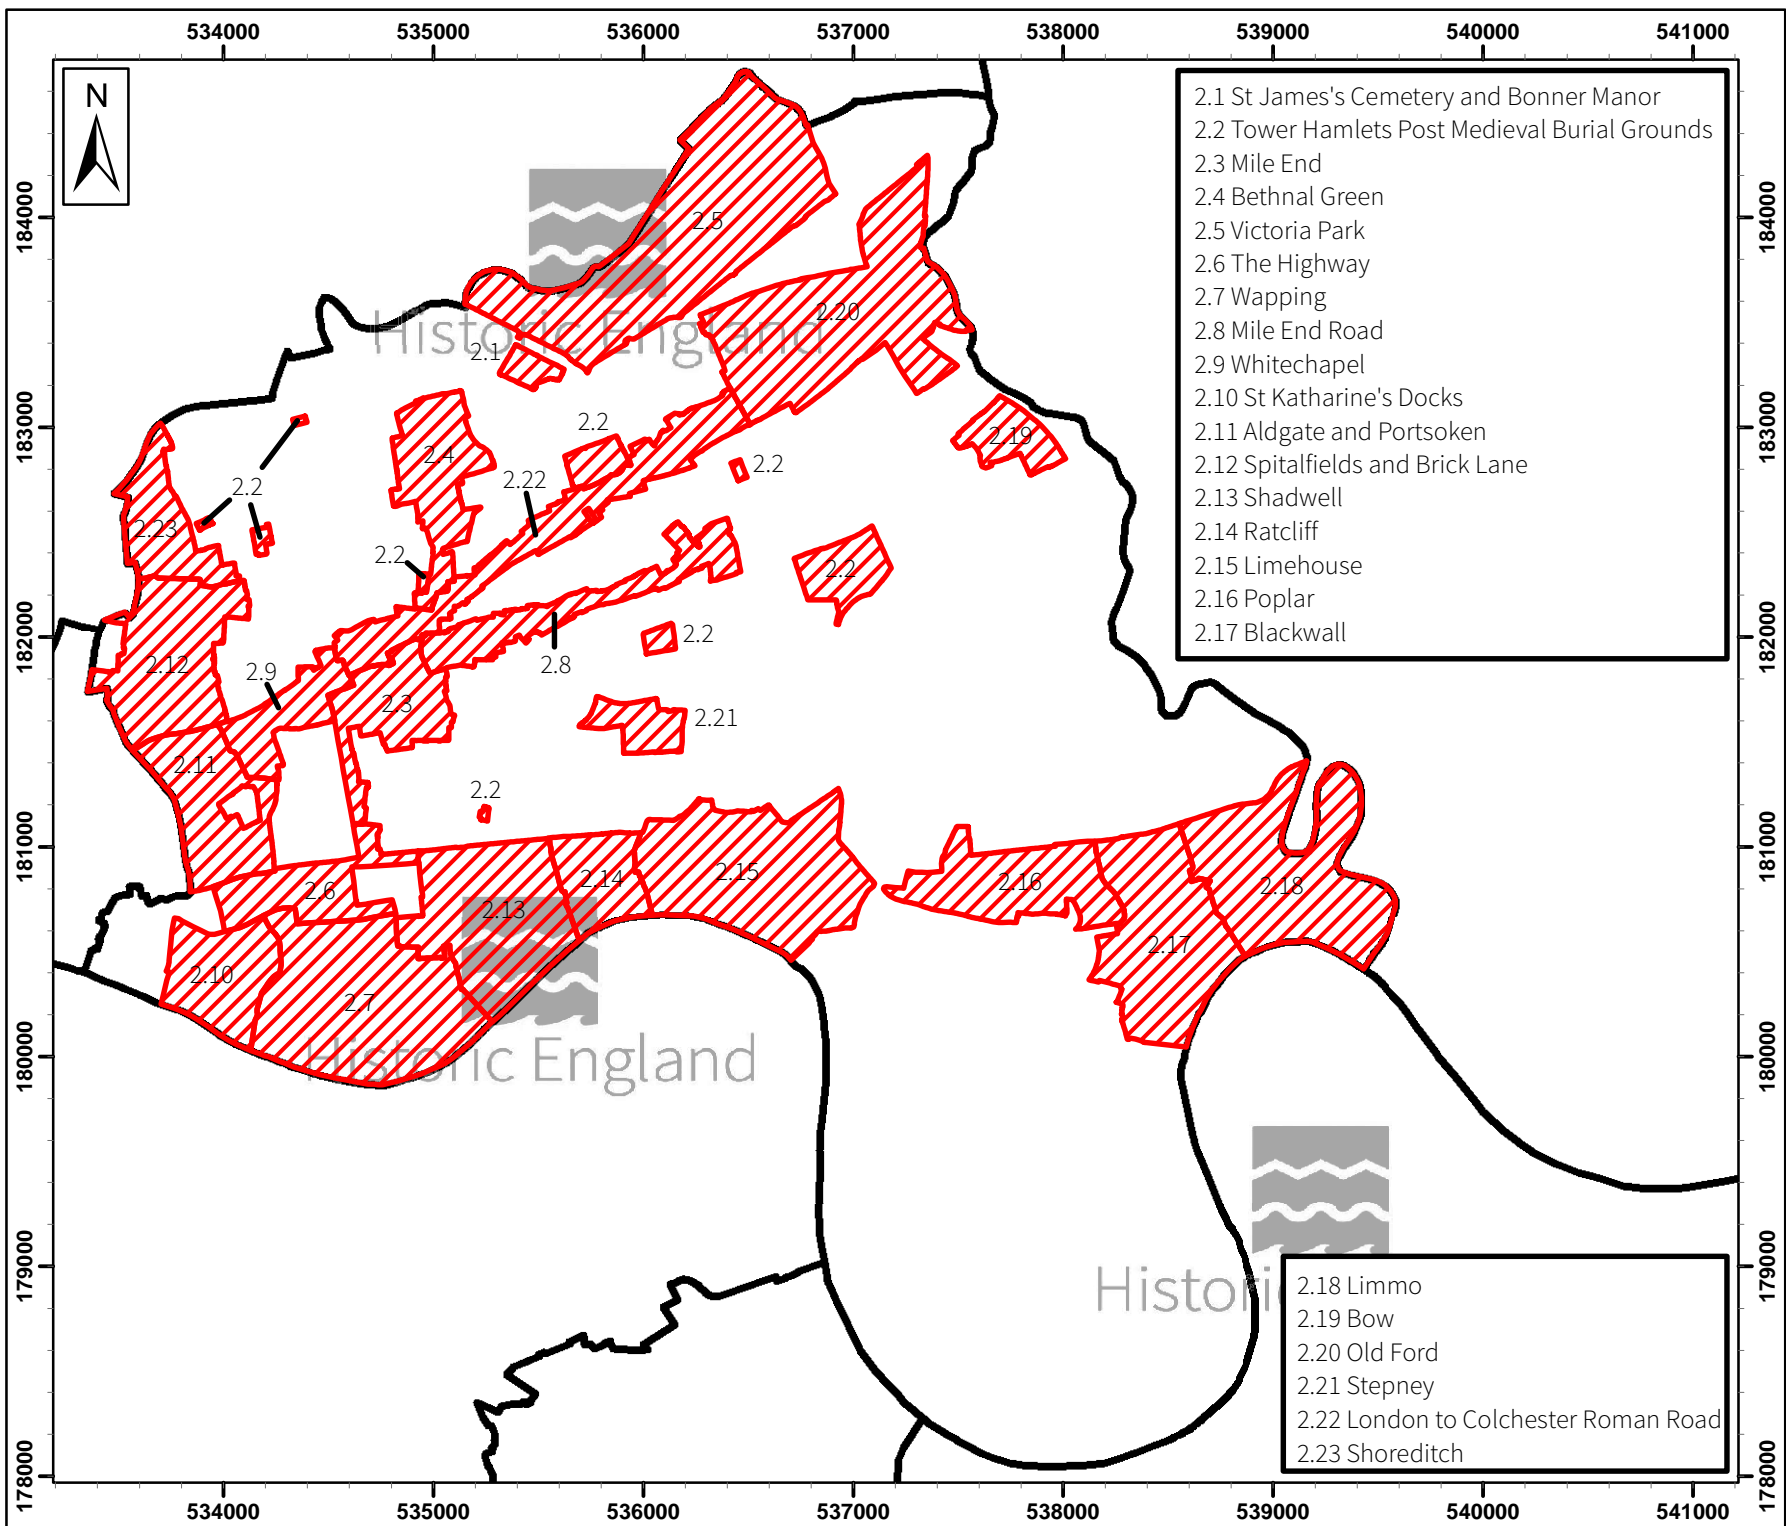 534000 535000 536000 537000 538000 539000 540000 541000
N
2.1 St James's Cemetery and Bonner Manor
2.2 Tower Hamlets Post Medieval Burial Grounds
2.3 Mile End
2.4 Bethnal Green
2.5 Victoria Park
2.6 The Highway
2.7 Wapping
2.8 Mile End Road
2.9 Whitechapel
2.10 St Katharine's Docks
2.11 Aldgate and Portsoken
2.12 Spitalfields and Brick Lane
2.13 Shadwell
2.14 Ratcliff
2.15 Limehouse
2.16 Poplar
2.17 Blackwall
184000
184000
2.5
Historic England
2.20
2.1
183000
183000
2.2
2.19
2.4
2.2
2.22
2.2
2.23
2.2
2.2
182000
182000
2.2
2.12
2.9
2.8
2.3
2.21
2.11
2.2
181000
181000
2.6
2.14
2.15
2.16
2.18
2.13
2.17
2.10
2.7
180000
180000
Historic England
179000
179000
Histori
2.18 Limmo
2.19 Bow
2.20 Old Ford
2.21 Stepney
2.22 London to Colchester Roman Road
2.23 Shoreditch
178000
178000
534000 535000 536000 537000 538000 539000 540000 541000